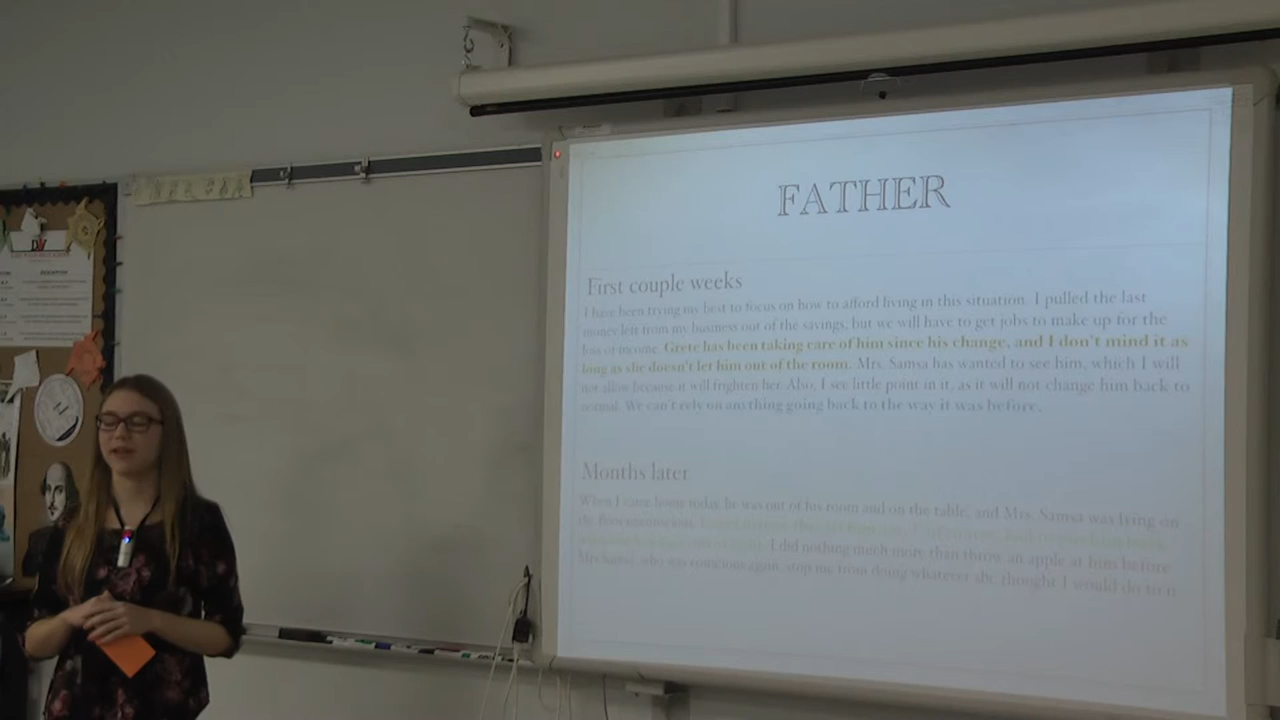 FATHER
First couple weeks
I have been trying my best to focus on how to afford living in this situation. I pulled the last
money left from my business out of the savings, but we will have to get jobs to make up for the
loss of income. Grete has been taking care of him since his change, and I don't mind it as
long as she doesn't let him out of the room. Mrs. Samsa has wanted to see him, which I will
not allow because it will frighten her. Also, I see little point in it, as it will not change him back to
normal. We can't rely on anything going back to the way it was before.
Months later
When I came home today, he was out of his room and on the table, and Mrs. Samsa was lying on
the floor unconscious.
I did nothing much more than throw an apple at him before
Mrs Samsa, who was conscious again, stop me from doing whatever she thought I would do to it